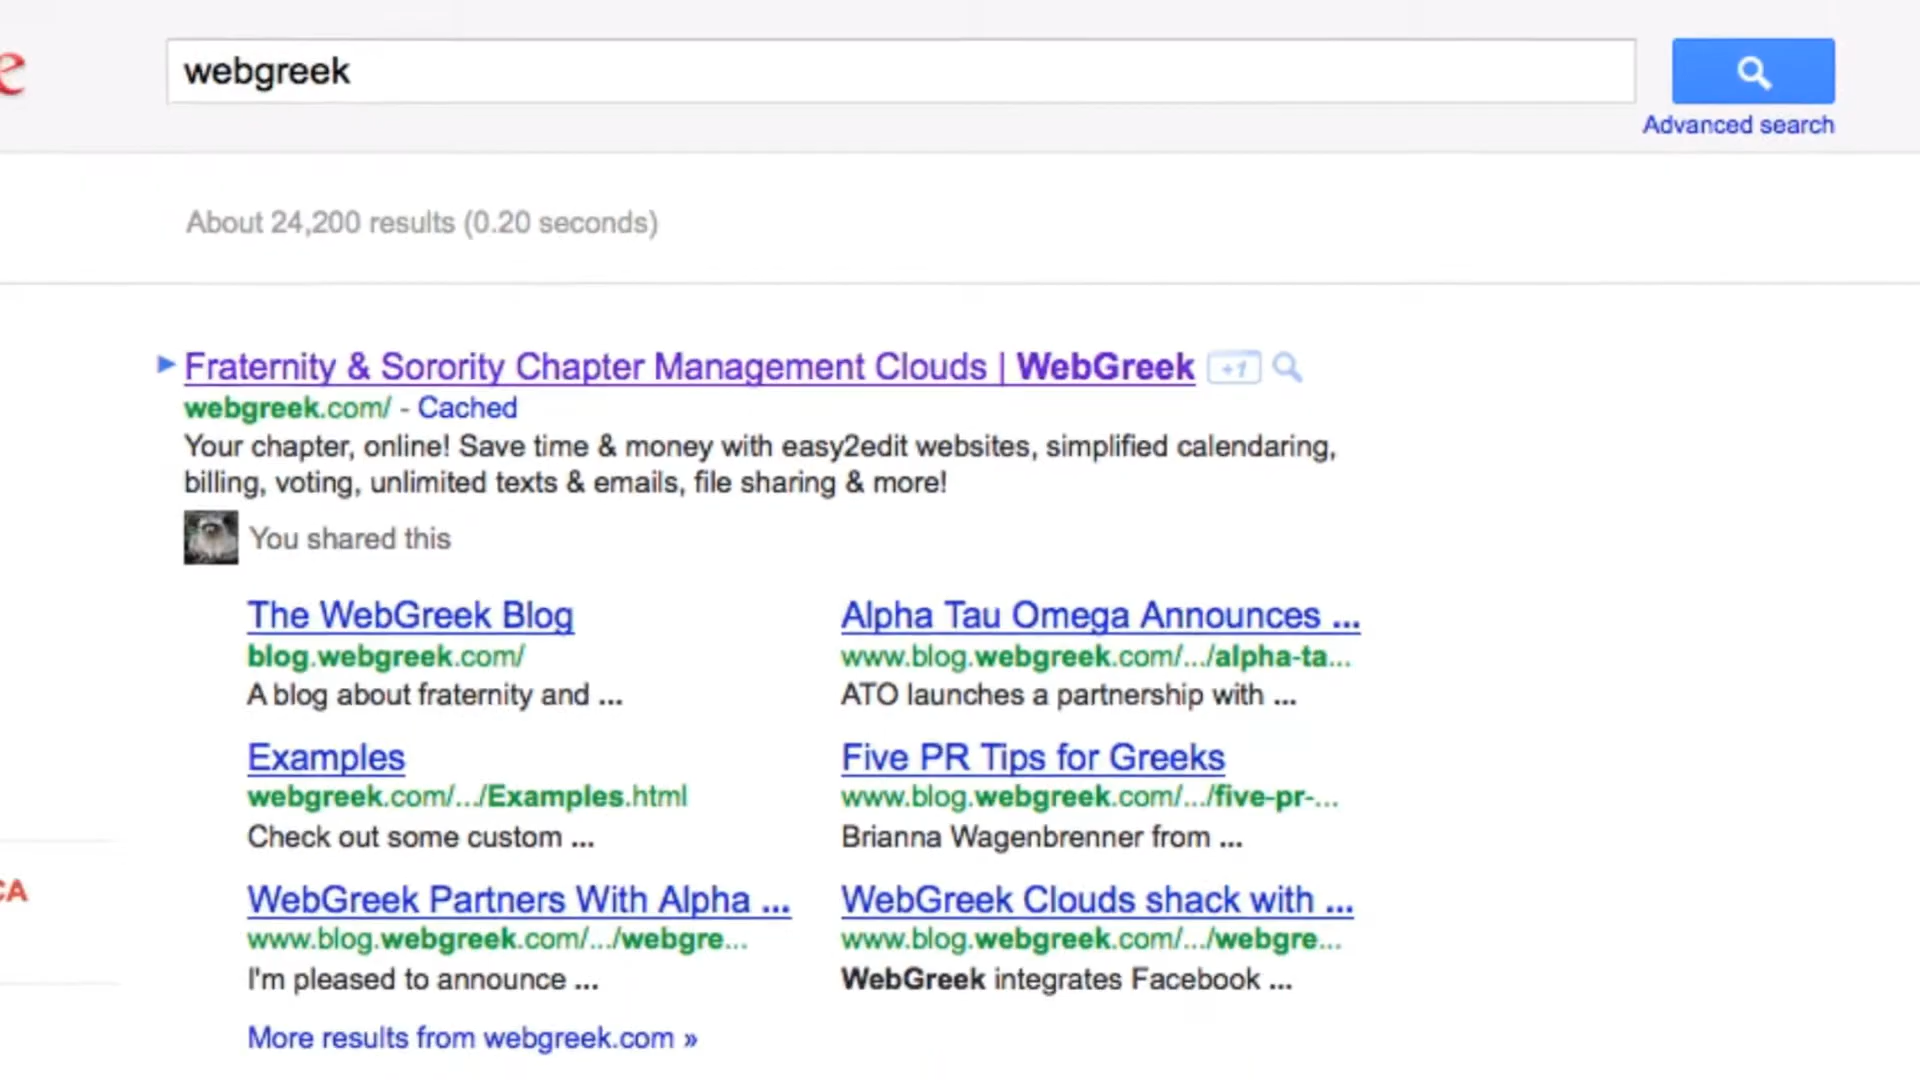 e
webgreek
Advanced search
About 24,200 results (0.20 seconds)
Fraternity & Sorority Chapter Management Clouds | WebGreek +1
webgreek.com/ - Cached
Your chapter, online! Save time & money with easy2edit websites, simplified calendaring,
billing, voting, unlimited texts & emails, file sharing & more!
You shared this
The WebGreek Blog
blog.webgreek.com/
A blog about fraternity and ...
Alpha Tau Omega Announces ...
www.blog.webgreek.com/.../alpha-ta...
ATO launches a partnership with ...
Examples
webgreek.com/.../Examples.html
Check out some custom ...
Five PR Tips for Greeks
www.blog.webgreek.com/.../five-pr-...
Brianna Wagenbrenner from ...
CA
WebGreek Partners With Alpha ...
www.blog.webgreek.com/.../webgre...
I'm pleased to announce ...
WebGreek Clouds shack with ...
www.blog.webgreek.com/.../webgre...
WebGreek integrates Facebook ...
More results from webgreek.com »